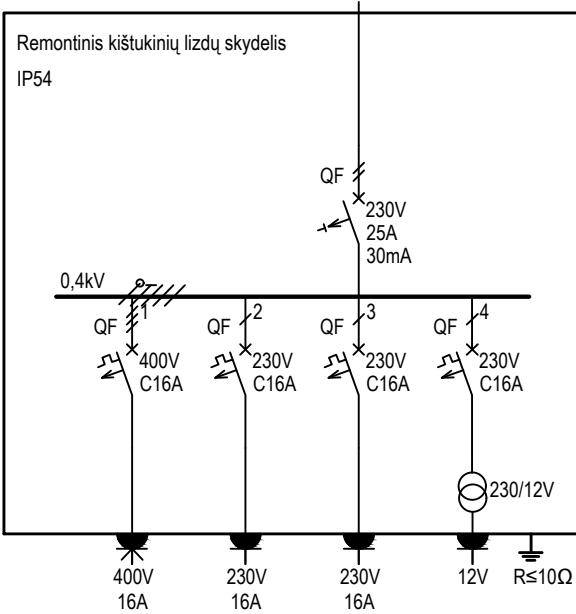 Remontinis kištukinių lizdų skydelis
IP54
QF
230V
25A
30mA
0,4kV
1
2
3
4
QF
400V
C16A
QF
230V
C16A
QF
230V
C16A
QF
230V
C16A
230/12V
400V
16A
230V
16A
230V
16A
12V
R≤10Ω